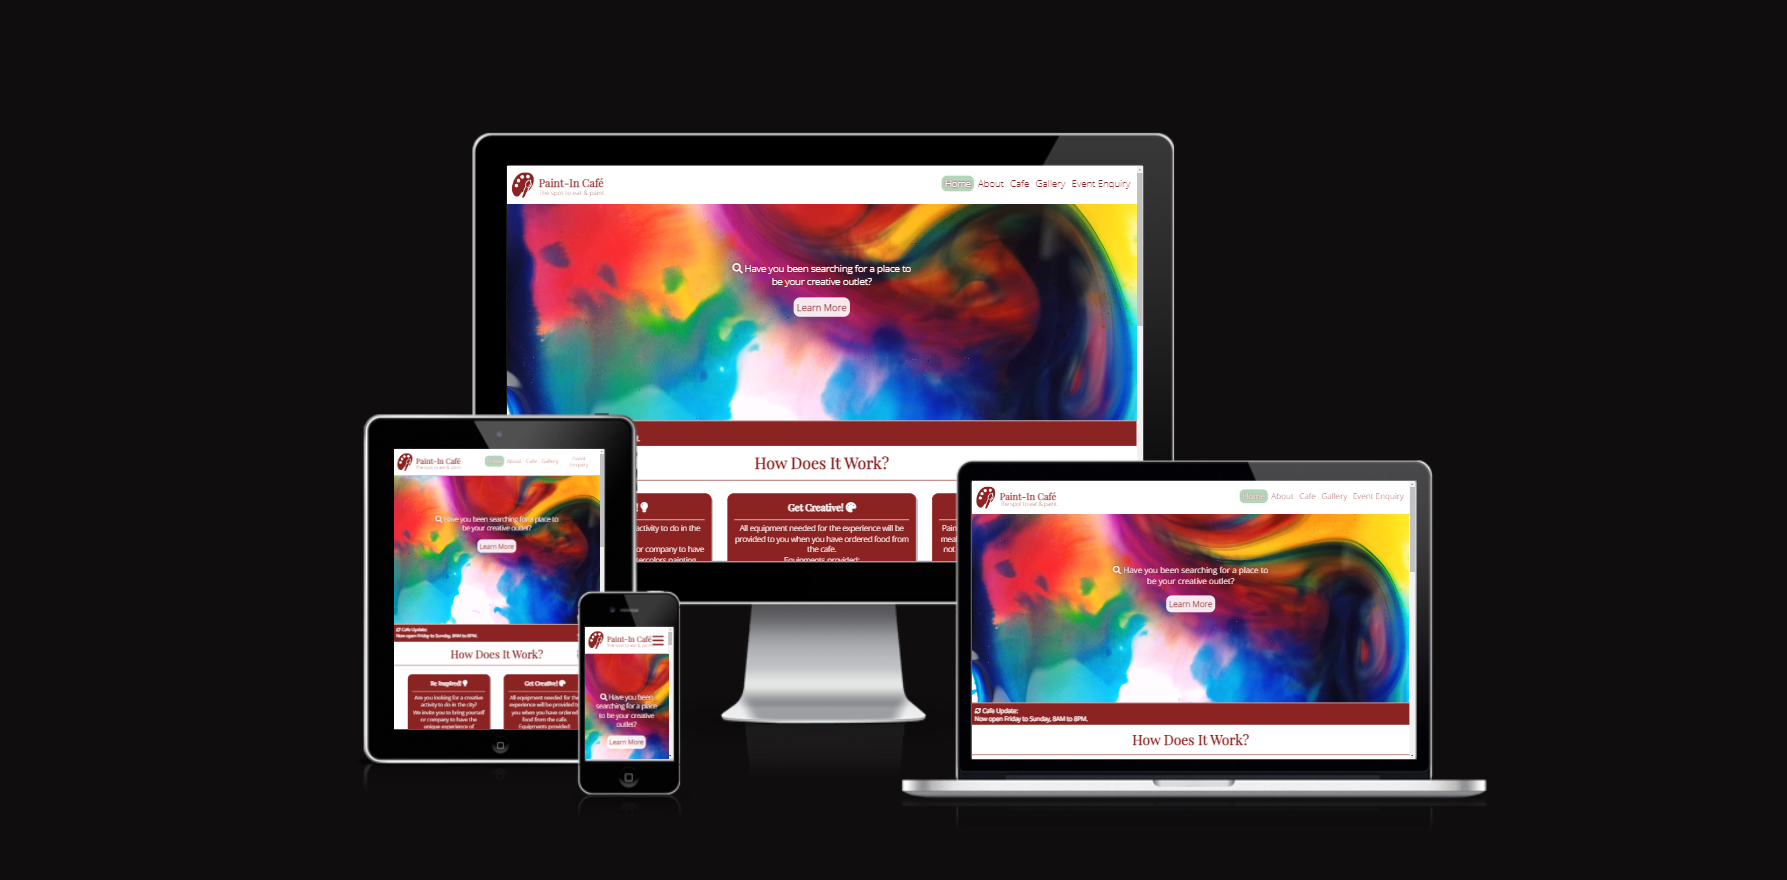 Paint-In Café
The spot to eat & paint
Home About Cafe Gallery Event Enquiry
Have you been searching for a place to
be your creative outlet?
Learn More
How Does It Work?
Get Creative!
activity to do in the
or company to have
tercolors painting
All equipment needed for the experience will be
provided to you when you have ordered food from
the cafe.
Equipments provided:
Pain
mea
not
Paint-In Café
The spot to eat & paint
Home About Cafe Gallery Event
Enquiry
Have you been searching for a place to
be your creative outlet?
Learn More
Cafe Update:
Now open Friday to Sunday, 8AM to 8PM.
How Does It Work?
Be Inspired!
Are you looking for a creative
activity to do in the city?
We invite you to bring yourself
or company to have the
unique experience of
Get Creative!
All equipment needed for the
experience will be provided to
you when you have ordered
food from the cafe.
Equipments provided:
Paint-In Café
The spot to eat & paint
Have you been
searching for a place
to be your creative
outlet?
Learn More
Paint-In Café
The spot to eat & paint
Home About Cafe Gallery Event Enquiry
Have you been searching for a place to
be your creative outlet?
Learn More
Cafe Update:
Now open Friday to Sunday, 8AM to 8PM.
How Does It Work?